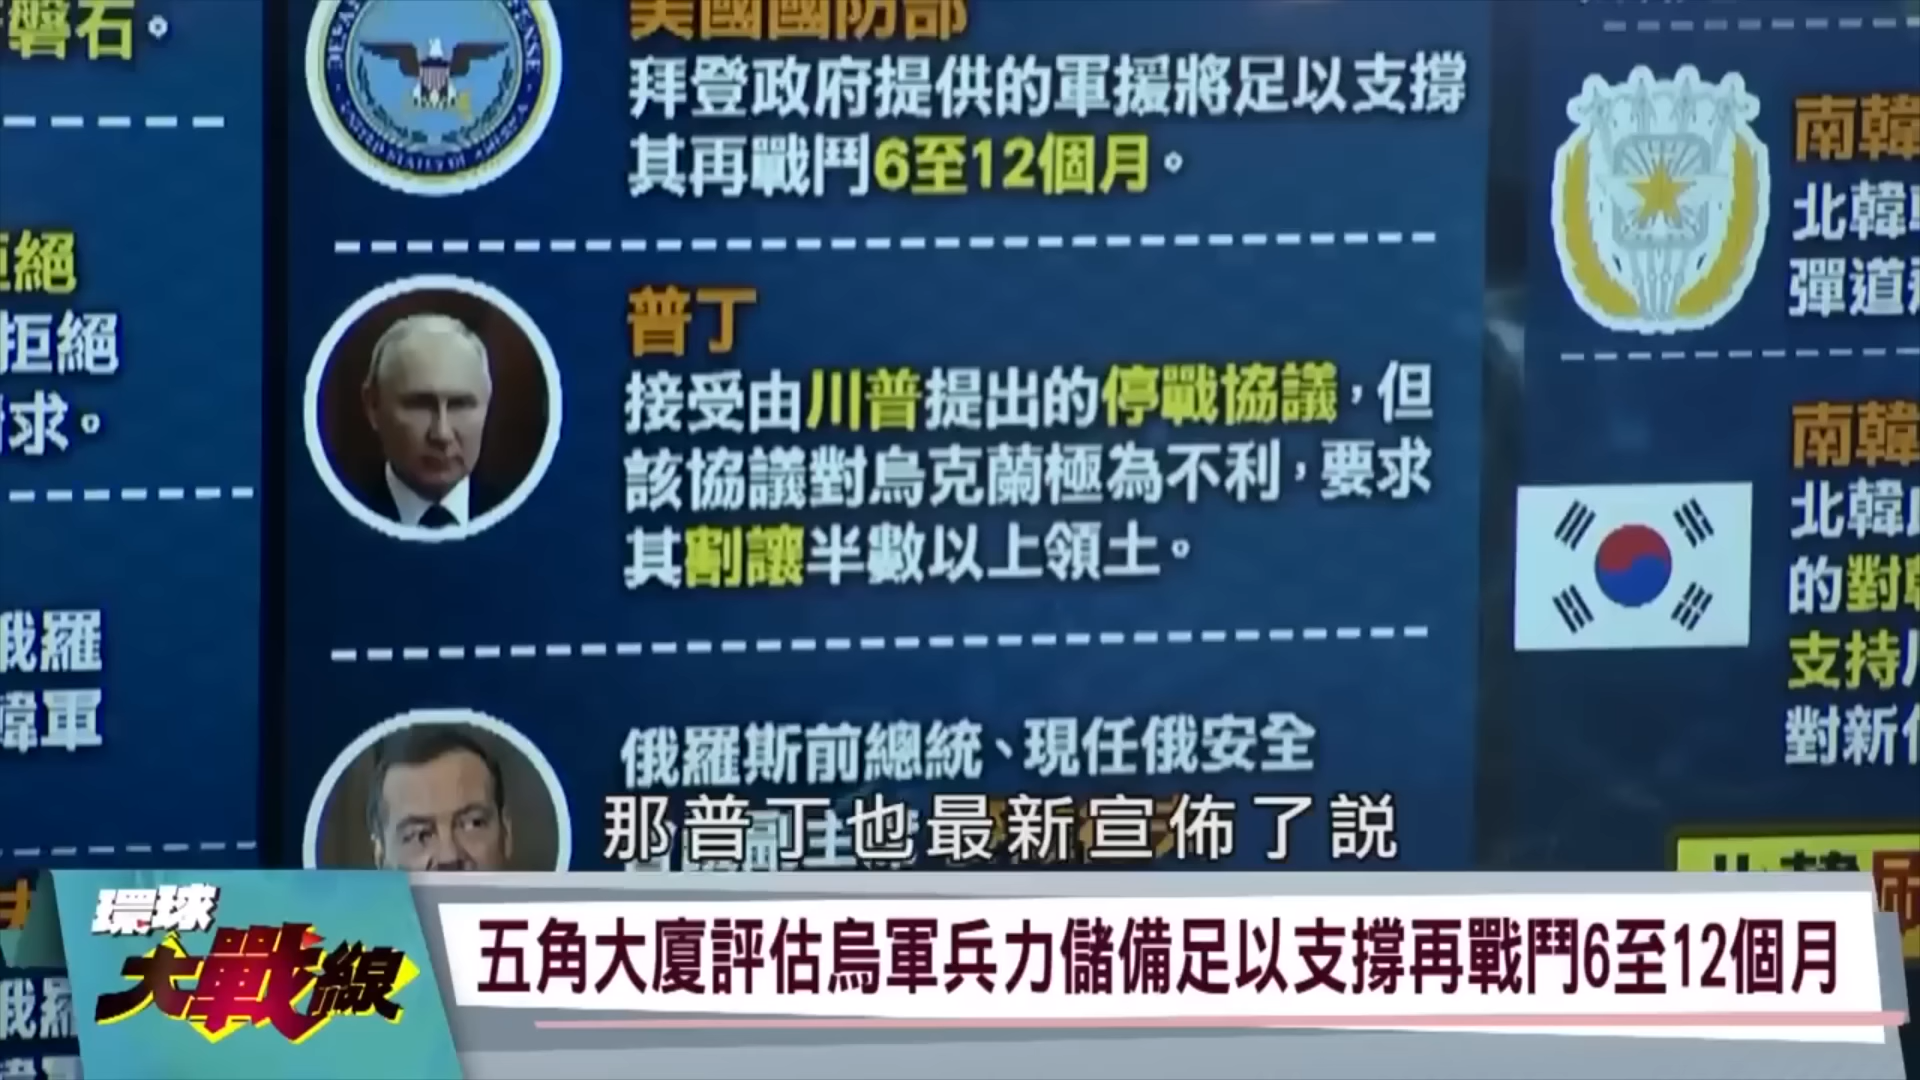 磐石。
拒絕
求。
俄羅
韓軍
DEPA
ENSE
UNITED STATES OF AMERICA
美國國防部
拜登政府提供的軍援將足以支撐
其再戰鬥6至12個月。
普丁
接受由川普提出的停戰協議，但
該協議對烏克蘭極為不利，要求
其割讓半數以上領土。
俄羅斯前總統、現任俄安全
南韓
北韓
彈道
南韓
北韓
的對
支持
對新
那普丁也最新宣佈了說
環球
大戰線
五角大廈評估烏軍兵力儲備足以支撐再戰鬥6至12個月